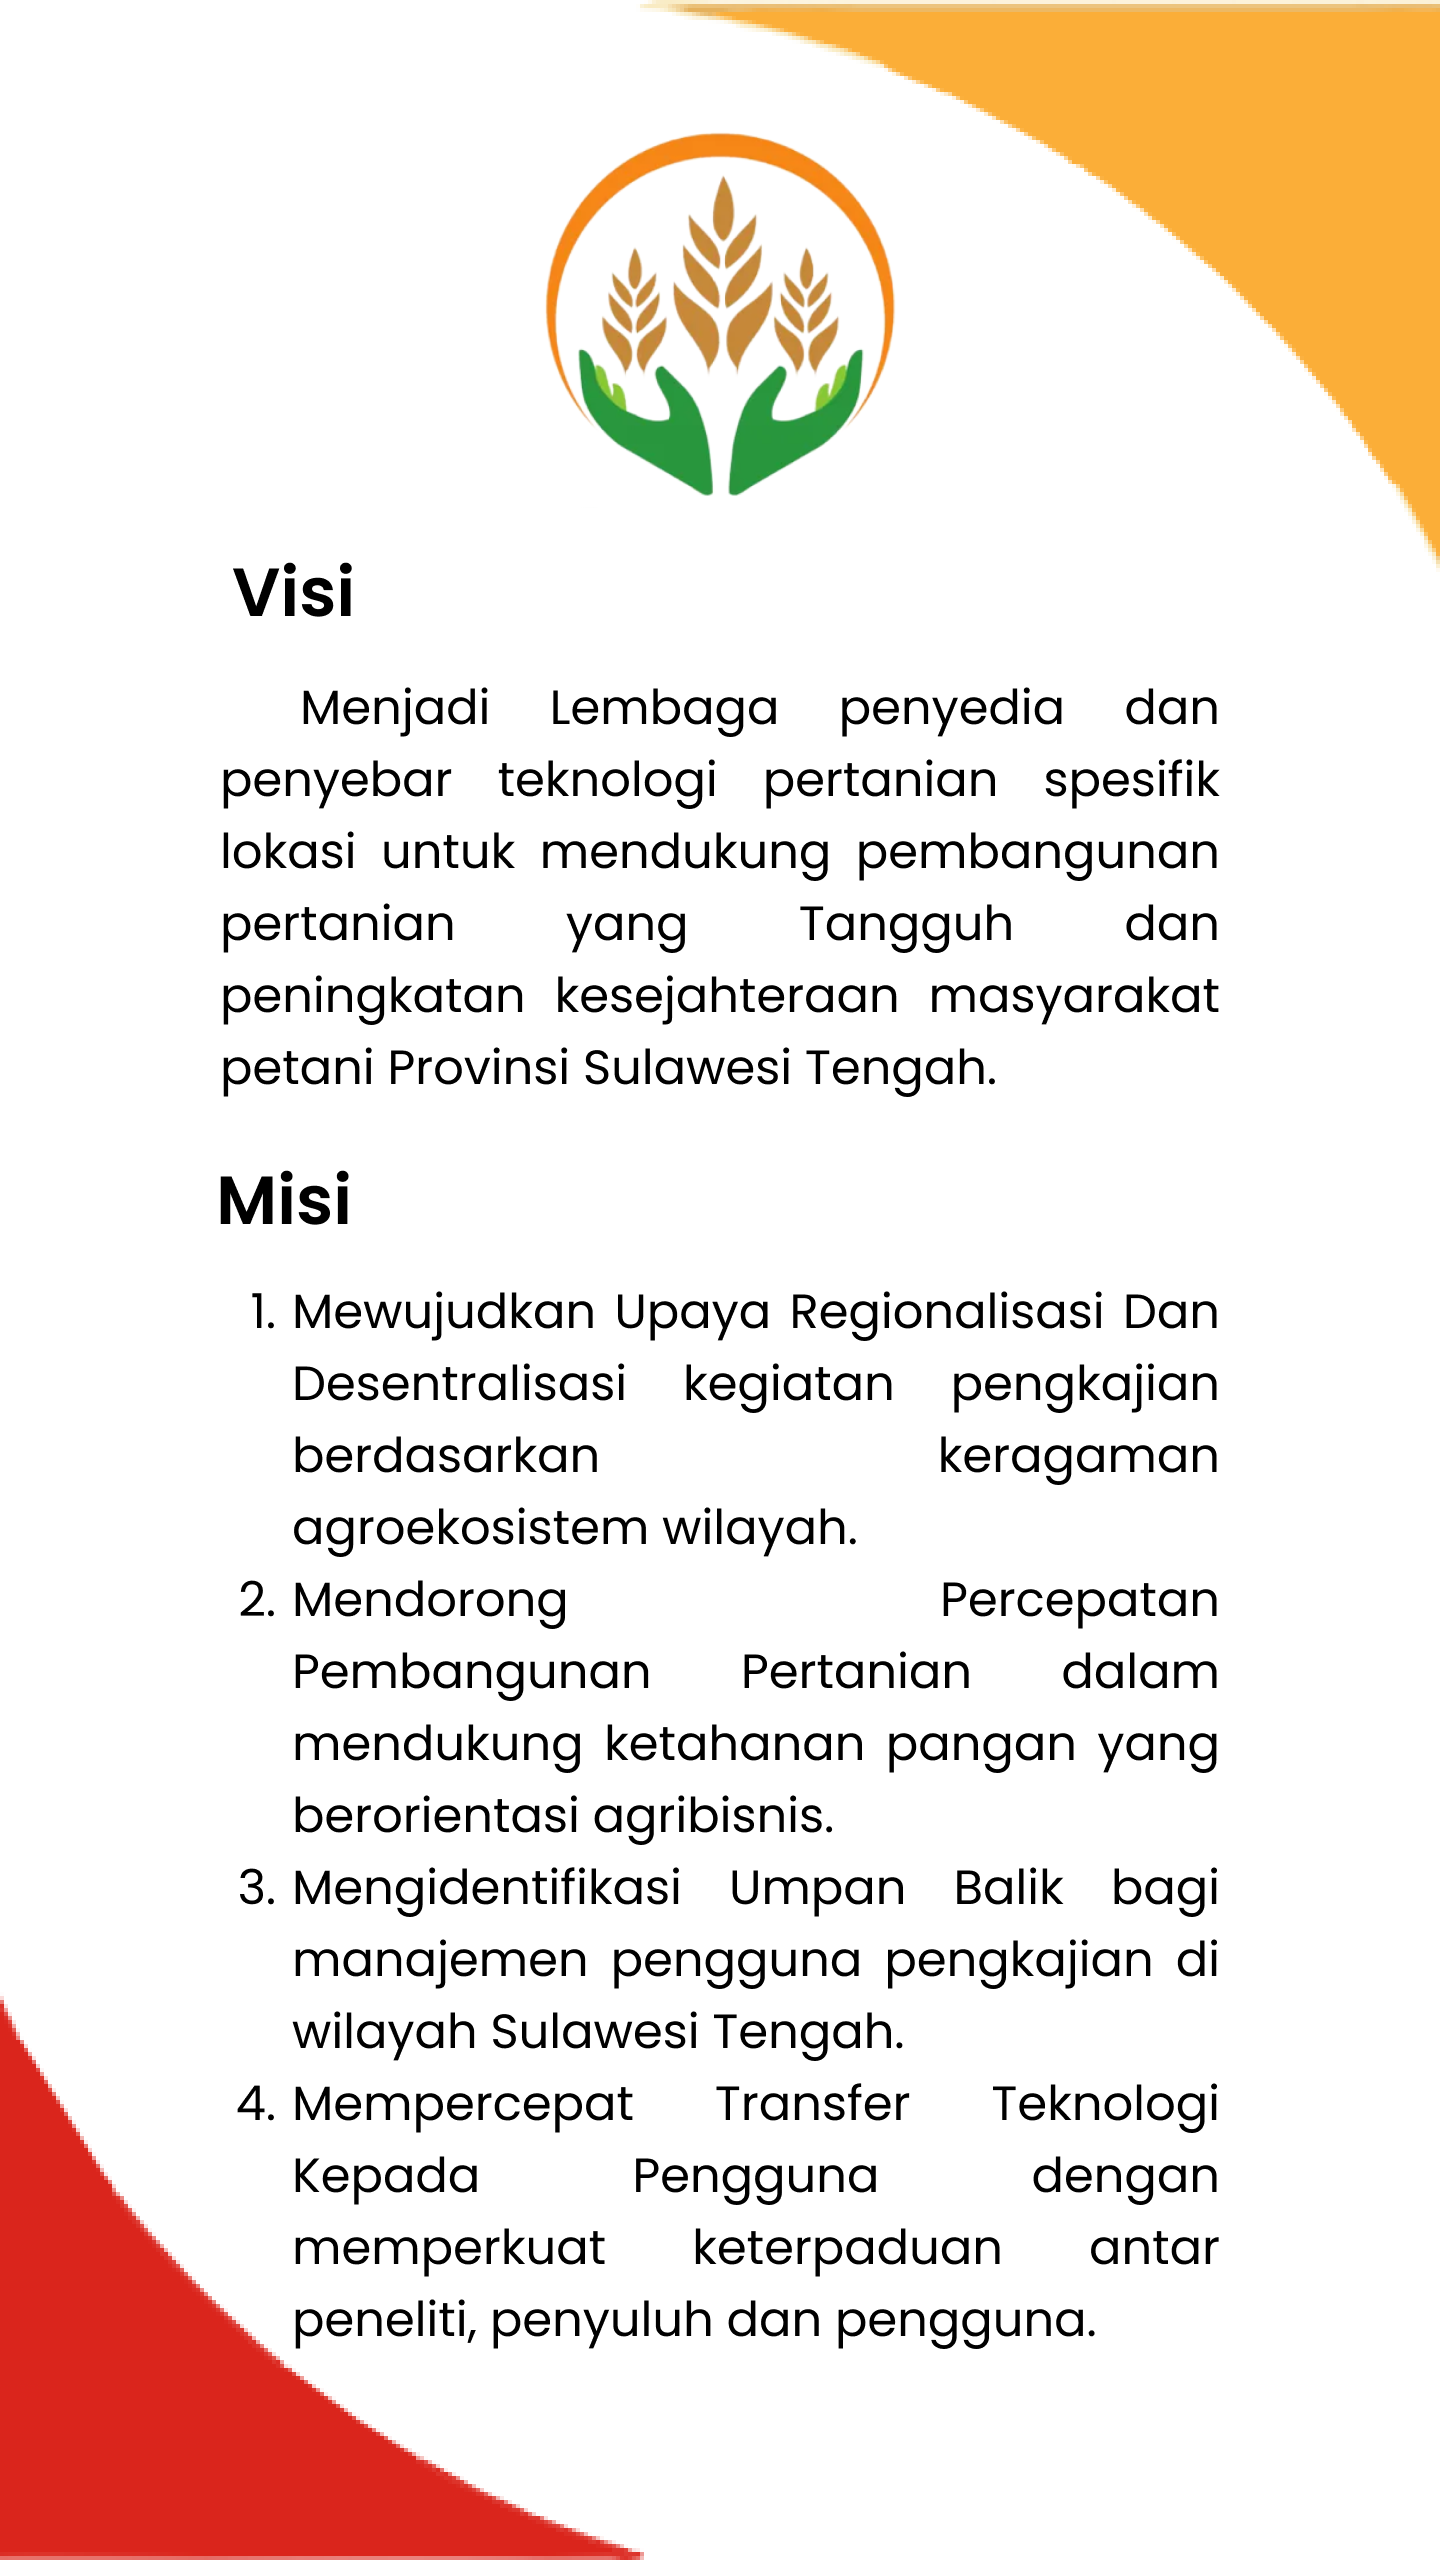 Visi
Menjadi Lembaga penyedia dan
penyebar teknologi pertanian spesifik
lokasi untuk mendukung pembangunan
pertanian yang Tangguh dan
peningkatan kesejahteraan masyarakat
petani Provinsi Sulawesi Tengah.
Misi
1. Mewujudkan Upaya Regionalisasi Dan
Desentralisasi kegiatan pengkajian
berdasarkan keragaman
agroekosistem wilayah.
2. Mendorong Percepatan
Pembangunan Pertanian dalam
mendukung ketahanan pangan yang
berorientasi agribisnis.
3. Mengidentifikasi Umpan Balik bagi
manajemen pengguna pengkajian di
wilayah Sulawesi Tengah.
4. Mempercepat Transfer Teknologi
Kepada Pengguna dengan
memperkuat keterpaduan antar
peneliti, penyuluh dan pengguna.